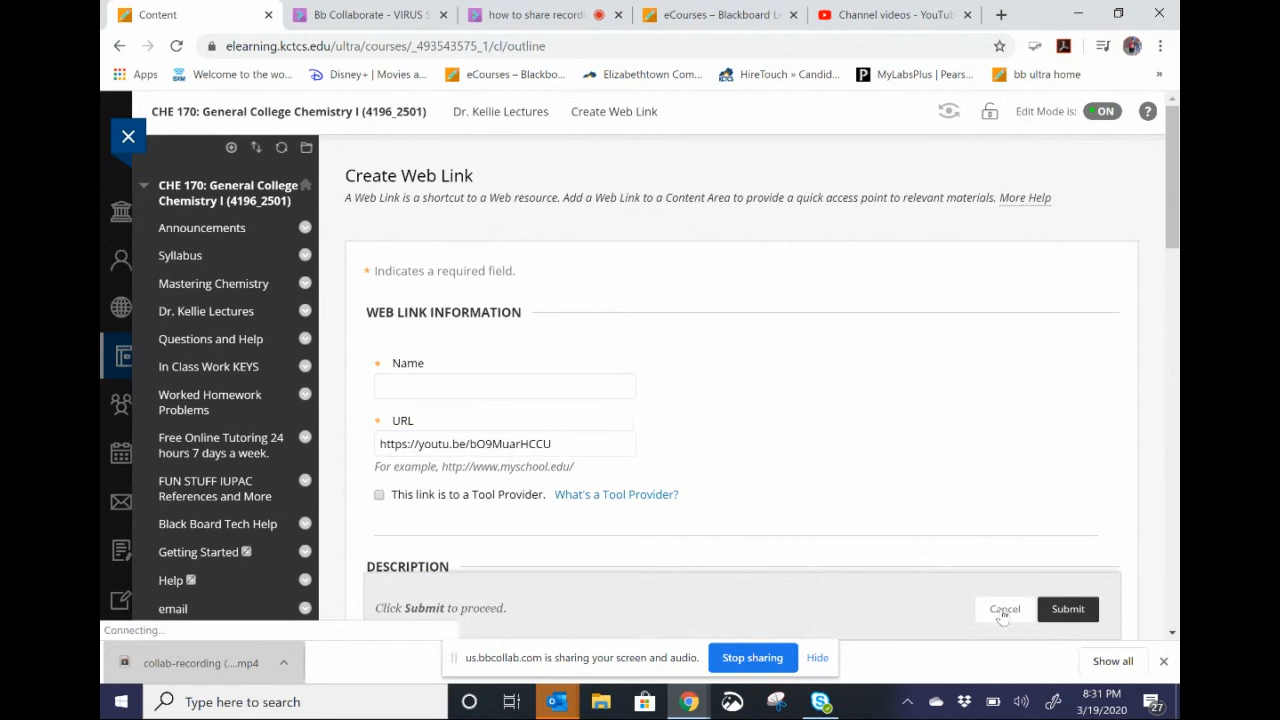 Content
Bb Collaborate – VIRUS S
how to share recordi
eCourses – Blackboard L
Channel videos - YouTu
elearning.kctcs.edu/ultra/courses/_493543575_1/cl/outline
Apps
Welcome to the wo...
Disney+ | Movies a...
eCourses – Blackbo...
Elizabethtown Com...
HireTouch » Candid...
MyLabsPlus | Pears...
bb ultra home
»
CHE 170: General College Chemistry I (4196_2501)
Dr. Kellie Lectures
Create Web Link
Edit Mode is:
ON
?
CHE 170: General College
Chemistry I (4196_2501)
Announcements
Syllabus
Mastering Chemistry
Dr. Kellie Lectures
Questions and Help
In Class Work KEYS
Worked Homework
Problems
Free Online Tutoring 24
hours 7 days a week.
FUN STUFF IUPAC
References and More
Black Board Tech Help
Getting Started
Help
email
Create Web Link
A Web Link is a shortcut to a Web resource. Add a Web Link to a Content Area to provide a quick access point to relevant materials. More Help
* Indicates a required field.
WEB LINK INFORMATION
* Name
* URL
https://youtu.be/bO9MuarHCCU
For example, http://www.myschool.edu/
This link is to a Tool Provider. What's a Tool Provider?
DESCRIPTION
Click Submit to proceed.
Cancel
Submit
Connecting...
collab-recording (....mp4
us.bbcollab.com is sharing your screen and audio.
Stop sharing
Hide
Show all
Type here to search
8:31 PM
3/19/2020
27